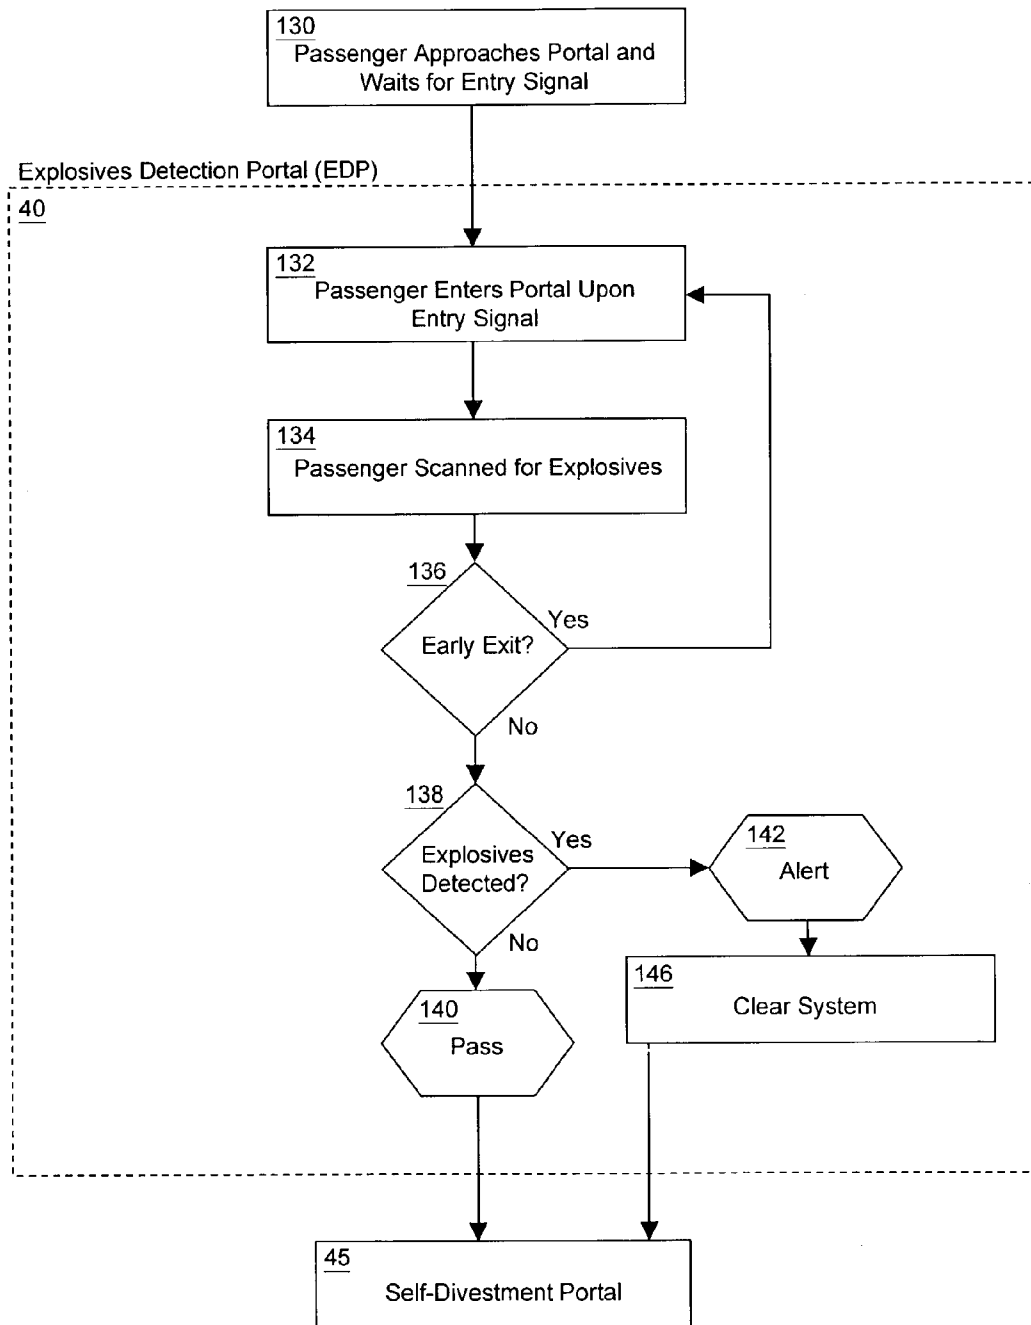 130
Passenger Approaches Portal and
Waits for Entry Signal
Explosives Detection Portal (EDP)
40
132
Passenger Enters Portal Upon
Entry Signal
134
Passenger Scanned for Explosives
136
Early Exit?
Yes
No
138
Explosives
Detected?
Yes
No
142
Alert
140
Pass
146
Clear System
45
Self-Divestment Portal